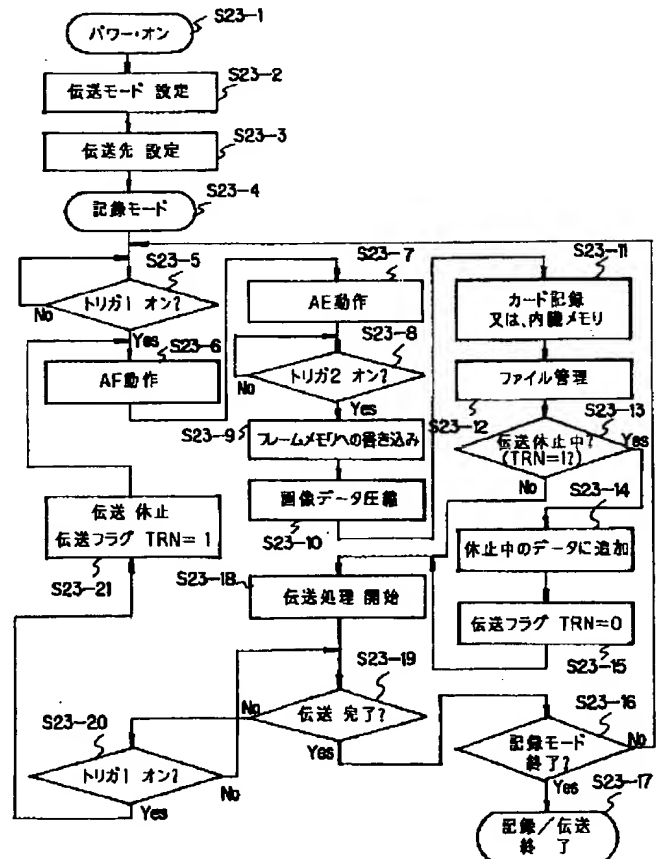 S23-1
パワー・オン
S23-2
伝送モード 設定
S23-3
伝送先 設定
S23-4
記録モード
S23-5
トリガ1 オン?
No
Yes
S23-6
AF動作
S23-7
AE動作
S23-8
トリガ2 オン?
No
Yes
S23-9
フレームメモリへの書き込み
画像データ圧縮
S23-10
S23-11
カード記録
又は、内臓メモリ
ファイル管理
S23-12
S23-13
伝送休止中?
(TRN=1?)
Yes
No
S23-14
休止中のデータに追加
伝送フラグ TRN=0
S23-15
伝送 休止
伝送フラグ TRN=1
S23-21
S23-18
伝送処理 開始
S23-19
伝送 完了?
No
Yes
S23-20
トリガ1 オン?
No
Yes
S23-16
記録モード
終了?
No
Yes
S23-17
記録/伝送
終 了